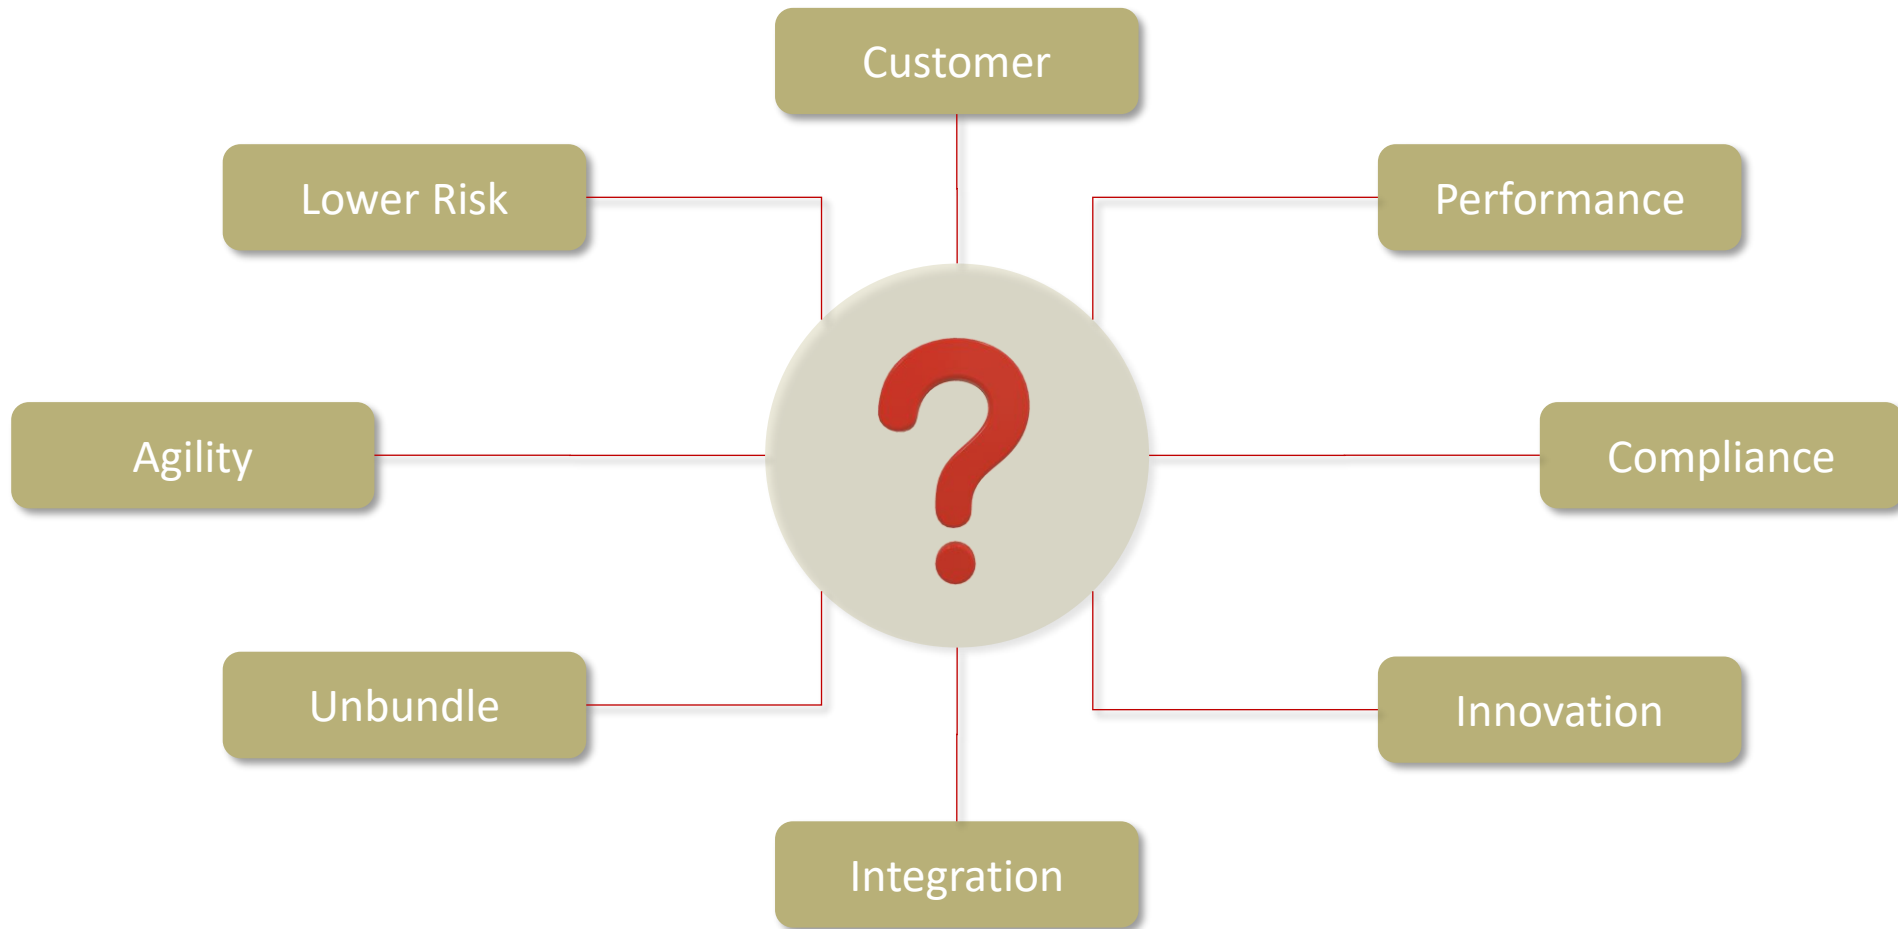 Customer
Lower Risk
Performance
?
Agility
Compliance
Unbundle
Innovation
Integration